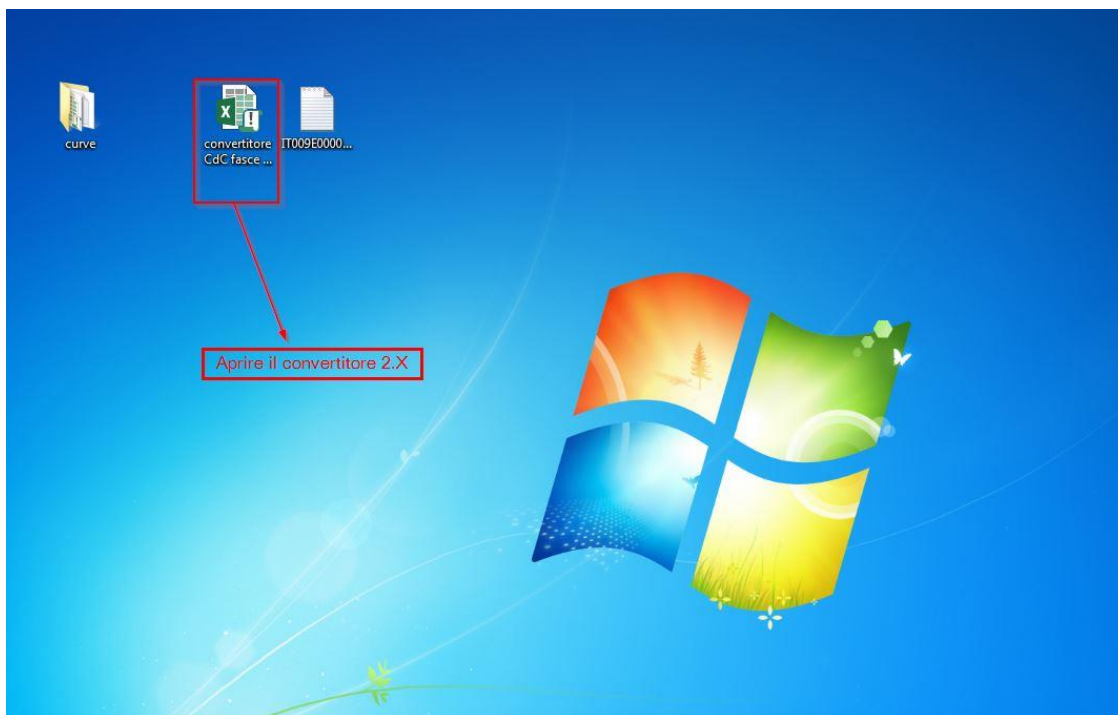 curve
convertitore
CdC fasce ...
IT009E0000...
Aprire il convertitore 2.X